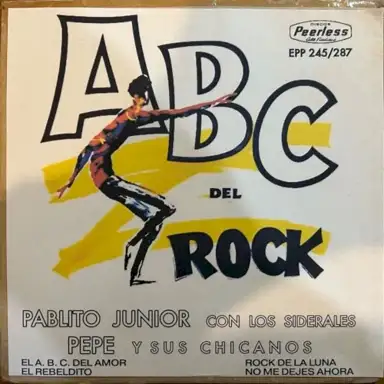 DISCOS
Peerless
EPP 245/287
ABC
DEL
ROCK
PABLITO JUNIOR CON LOS SIDERALES
PEPE Y SUS CHICANOS
EL A. B. C. DEL AMOR
EL REBELDITO
ROCK DE LA LUNA
NO ME DEJES AHORA